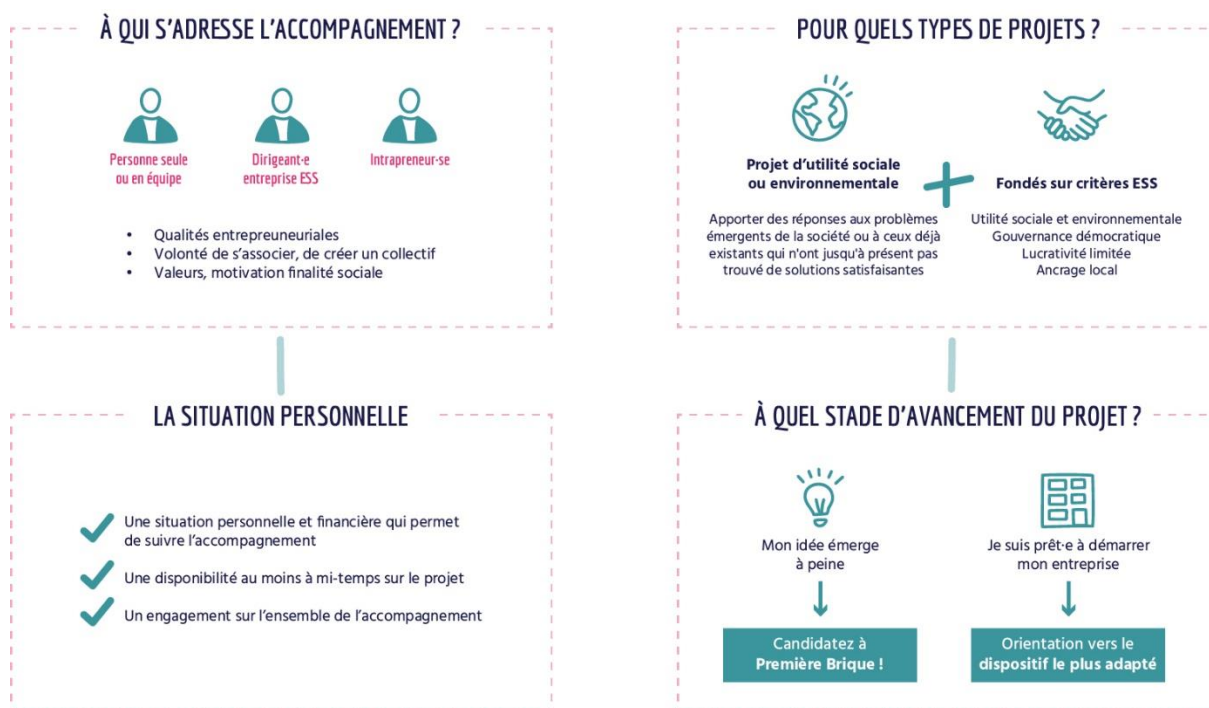 À QUI S'ADRESSE L'ACCOMPAGNEMENT ?
Personne seule
ou en équipe
Dirigeant·e
entreprise ESS
Intrapreneur·se
• Qualités entrepreuneuriales
• Volonté de s'associer, de créer un collectif
• Valeurs, motivation finalité sociale
POUR QUELS TYPES DE PROJETS ?
Projet d'utilité sociale
ou environnementale
Apporter des réponses aux problèmes
émergents de la société ou à ceux déjà
existants qui n'ont jusqu'à présent pas
trouvé de solutions satisfaisantes
Fondés sur critères ESS
Utilité sociale et environnementale
Gouvernance démocratique
Lucrativité limitée
Ancrage local
LA SITUATION PERSONNELLE
Une situation personnelle et financière qui permet
de suivre l'accompagnement
Une disponibilité au moins à mi-temps sur le projet
Un engagement sur l'ensemble de l'accompagnement
À QUEL STADE D'AVANCEMENT DU PROJET ?
Mon idée émerge
à peine
Candidatez à
Première Brique !
Je suis prêt·e à démarrer
mon entreprise
Orientation vers le
dispositif le plus adapté